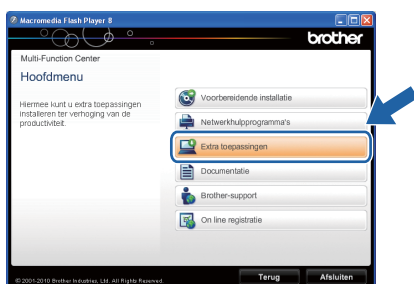 Macromedia Flash Player 8
brother
Multi-Function Center
Hoofdmenu
Hiermee kunt u extra toepassingen
installeren ter verhoging van de
productiviteit.
Voorbereidende installatie
Netwerkhulpprogramma's
Extra toepassingen
Documentatie
Brother-support
On line registratie
© 2001-2010 Brother Industries, Ltd. All Rights Reserved.
Terug
Afsluiten